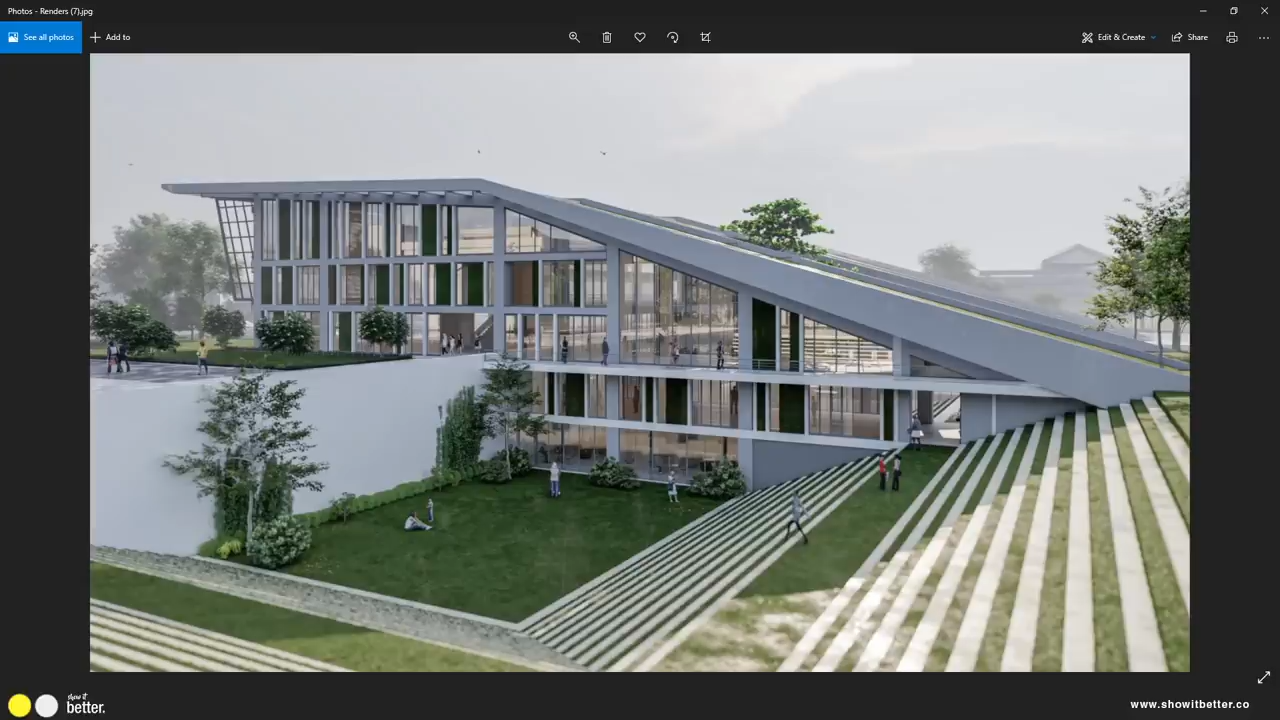 Photos - Renders (7).jpg
See all photos
Add to
Edit & Create
Share
show it
better.
www.showitbetter.co